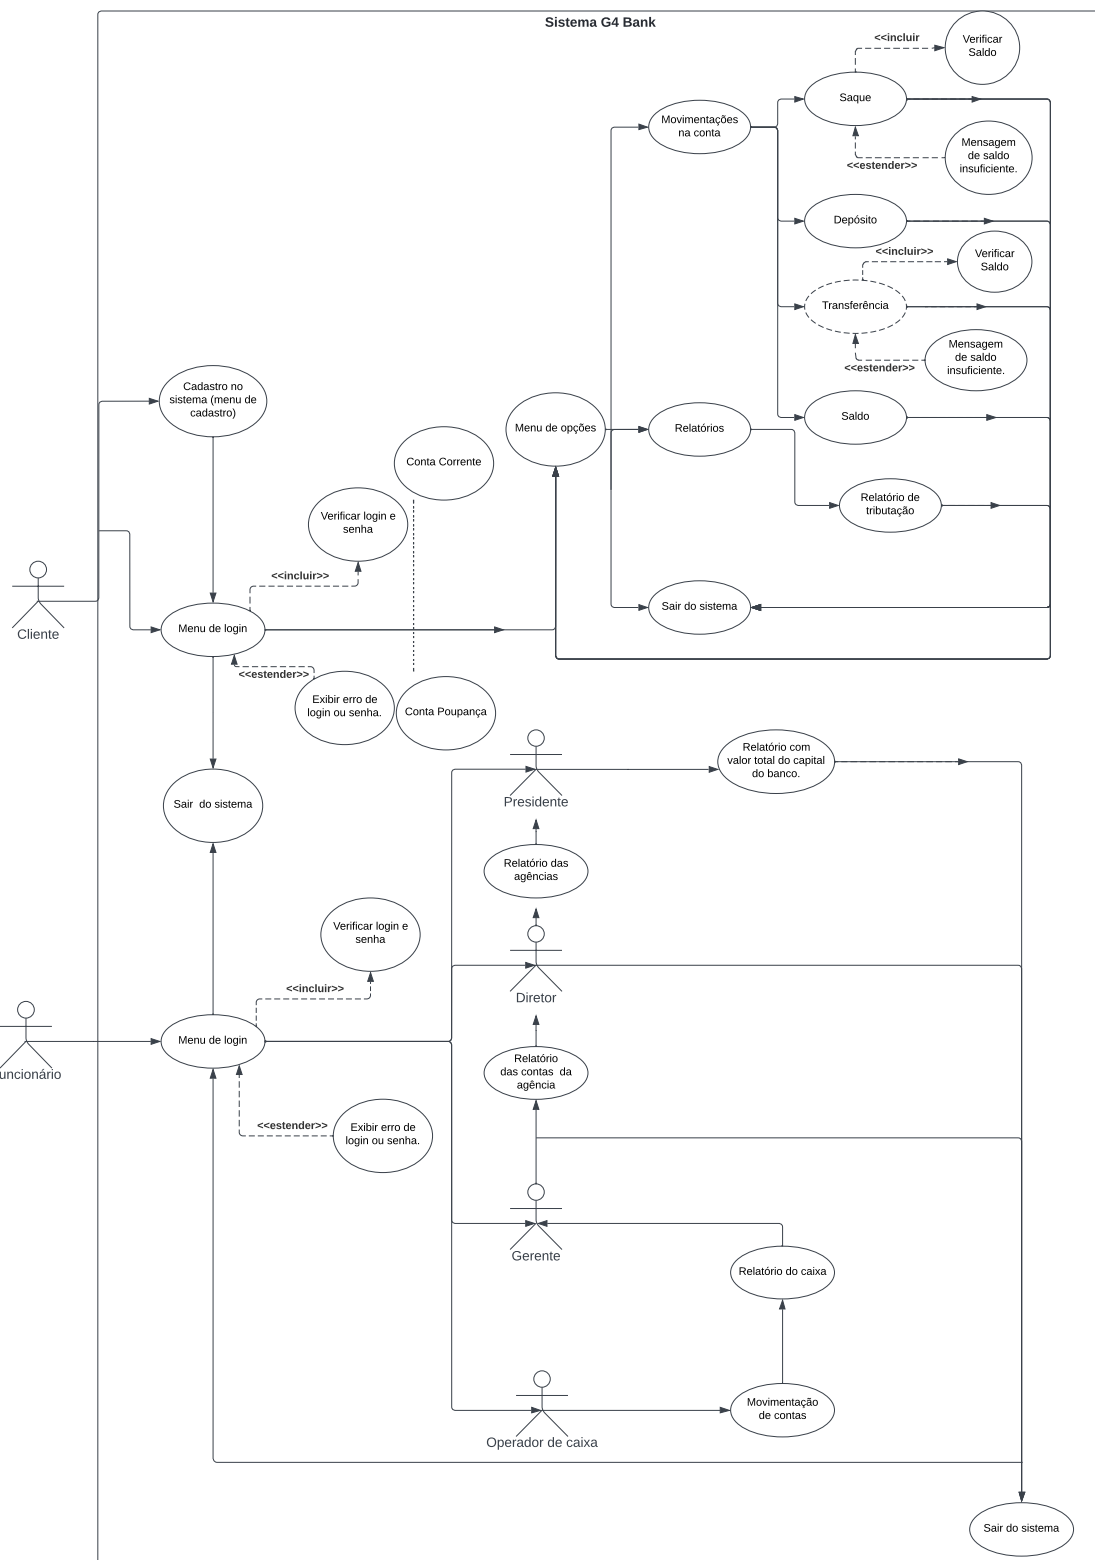 Sistema G4 Bank
<<incluir
Verificar
Saldo
Saque
Movimentações
na conta
Mensagem
de saldo
insuficiente.
<<estender>>
Depósito
<<incluir>>
Verificar
Saldo
Transferência
Mensagem
de saldo
insuficiente.
<<estender>>
Cadastro no
sistema (menu de
cadastro)
Saldo
Menu de opções
Relatórios
Conta Corrente
Relatório de
tributação
Verificar login e
senha
<<incluir>>
Sair do sistema
Cliente
Menu de login
<<estender>>
Exibir erro de
login ou senha.
Conta Poupança
Relatório com
valor total do capital
do banco.
Presidente
Sair do sistema
Relatório das
agências
Verificar login e
senha
<<incluir>>
Diretor
Menu de login
uncionário
Relatório
das contas da
agência
<<estender>>
Exibir erro de
login ou senha.
Gerente
Relatório do caixa
Movimentação
de contas
Operador de caixa
Sair do sistema